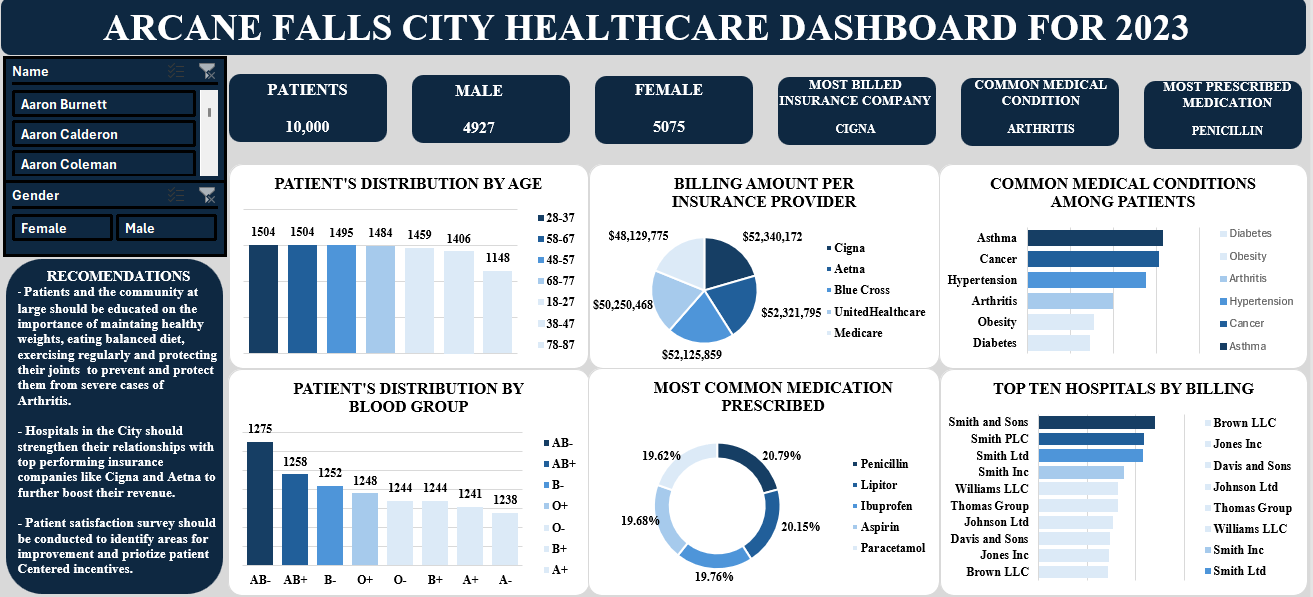 ARCANE FALLS CITY HEALTHCARE DASHBOARD FOR 2023
Name
Aaron Burnett
Aaron Calderon
Aaron Coleman
Gender
Female
Male
RECOMENDATIONS
- Patients and the community at
large should be educated on the
importance of maintaing healthy
weights, eating balanced diet,
exercising regularly and protecting
their joints to prevent and protect
them from severe cases of
Arthritis.
- Hospitals in the City should
strengthen their relationships with
top performing insurance
companies like Cigna and Aetna to
further boost their revenue.
- Patient satisfaction survey should
be conducted to identify areas for
improvement and priotize patient
Centered incentives.
PATIENTS
10,000
MALE
4927
FEMALE
5075
MOST BILLED
INSURANCE COMPANY
CIGNA
COMMON MEDICAL
CONDITION
ARTHRITIS
MOST PRESCRIBED
MEDICATION
PENICILLIN
PATIENT'S DISTRIBUTION BY AGE
1504
1504
1495
1484
1459
1406
1148
28-37
58-67
48-57
68-77
18-27
38-47
78-87
BILLING AMOUNT PER
INSURANCE PROVIDER
$48,129,775
$52,340,172
$50,250,468
$52,321,795
$52,125,859
Cigna
Aetna
Blue Cross
UnitedHealthcare
Medicare
COMMON MEDICAL CONDITIONS
AMONG PATIENTS
Asthma
Cancer
Hypertension
Arthritis
Obesity
Diabetes
Diabetes
Obesity
Arthritis
Hypertension
Cancer
Asthma
PATIENT'S DISTRIBUTION BY
BLOOD GROUP
1275
1258
1252
1248
1244
1244
1241
1238
AB-
AB+
B-
O+
O-
B+
A+
A-
AB-
AB+
B-
O+
O-
B+
A+
MOST COMMON MEDICATION
PRESCRIBED
19.62%
20.79%
19.68%
20.15%
19.76%
Penicillin
Lipitor
Ibuprofen
Aspirin
Paracetamol
TOP TEN HOSPITALS BY BILLING
Smith and Sons
Smith PLC
Smith Ltd
Smith Inc
Williams LLC
Thomas Group
Johnson Ltd
Davis and Sons
Jones Inc
Brown LLC
Brown LLC
Jones Inc
Davis and Sons
Johnson Ltd
Thomas Group
Williams LLC
Smith Inc
Smith Ltd